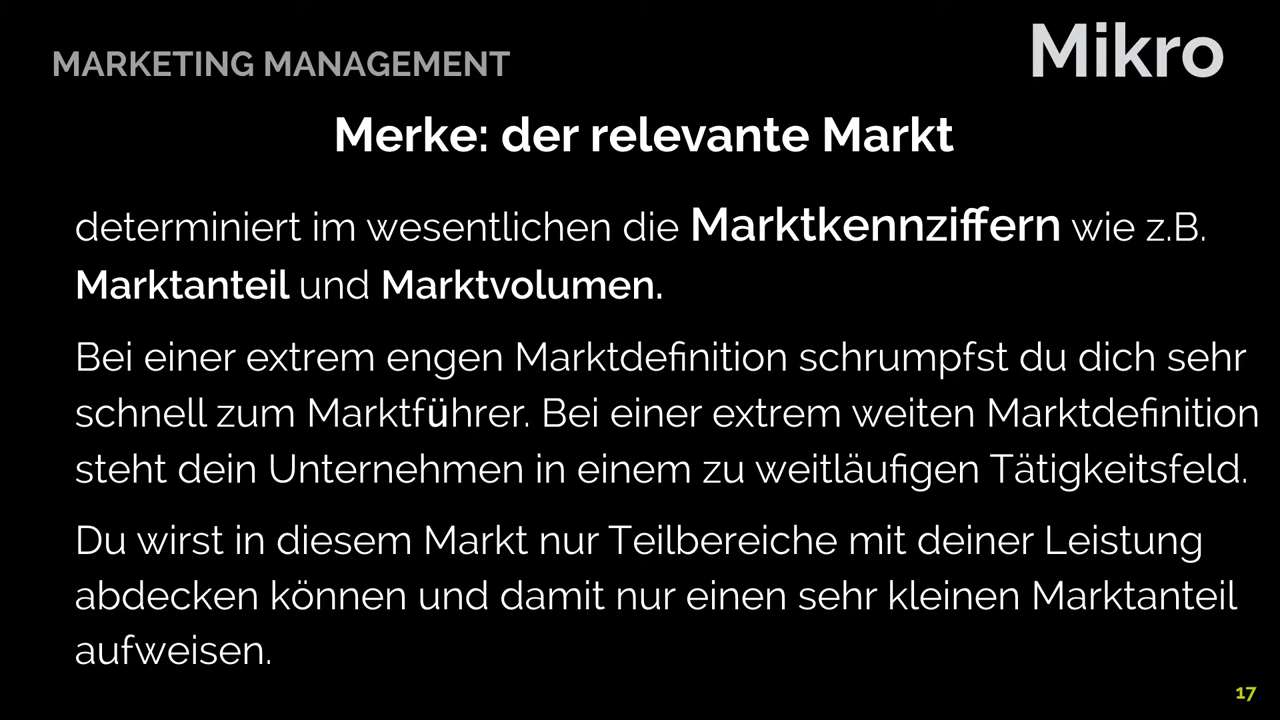 MARKETING MANAGEMENT
Mikro
Merke: der relevante Markt
determiniert im wesentlichen die Marktkennziffern wie z.B.
Marktanteil und Marktvolumen.
Bei einer extrem engen Marktdefinition schrumpfst du dich sehr
schnell zum Marktführer. Bei einer extrem weiten Marktdefinition
steht dein Unternehmen in einem zu weitläufigen Tätigkeitsfeld.
Du wirst in diesem Markt nur Teilbereiche mit deiner Leistung
abdecken können und damit nur einen sehr kleinen Marktanteil
aufweisen.
17